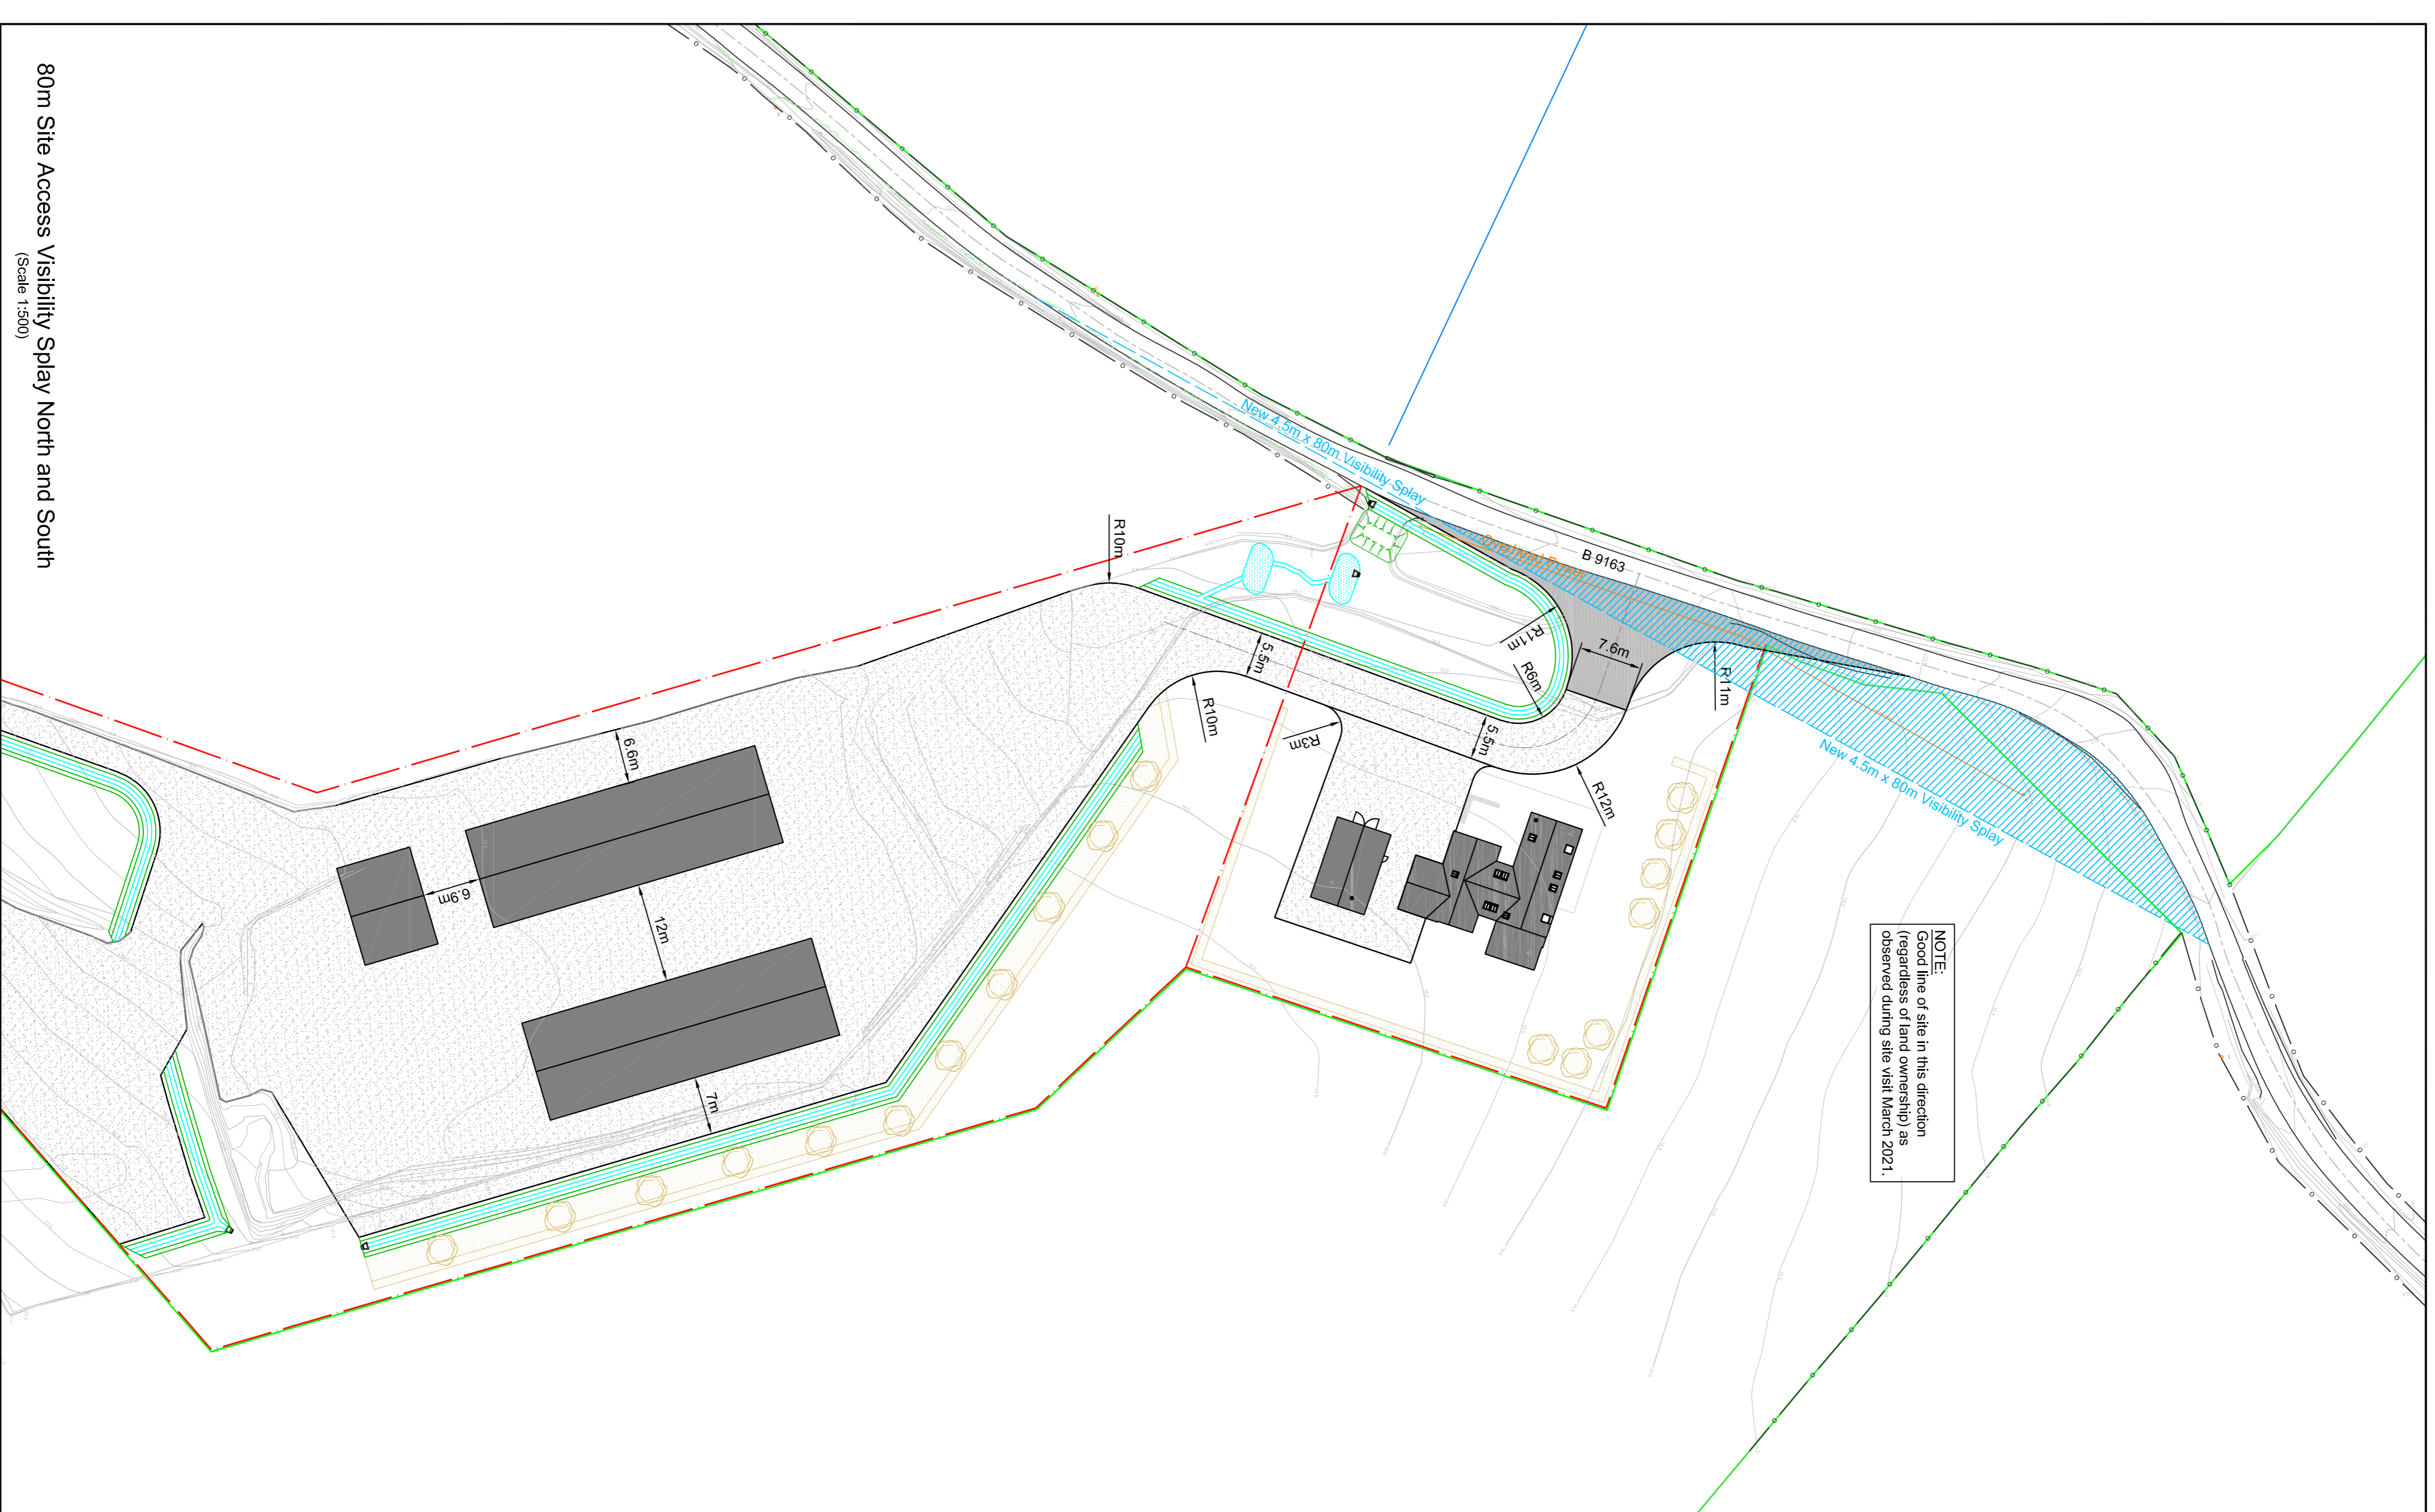 80m Site Access Visibility Splay North and South
(Scale 1:500)
New 4.5m x 80m Visibility Splay
Overhead Power
B 9163
New 4.5m x 80m Visibility Splay
NOTE:
Good line of site in this direction
(regardless of land ownership) as
observed during site visit March 2021.
R10m
R11m
7.6m
R11m
R6m
5.5m
R10m
R3m
5.5m
R12m
6.6m
6.9m
12m
7m